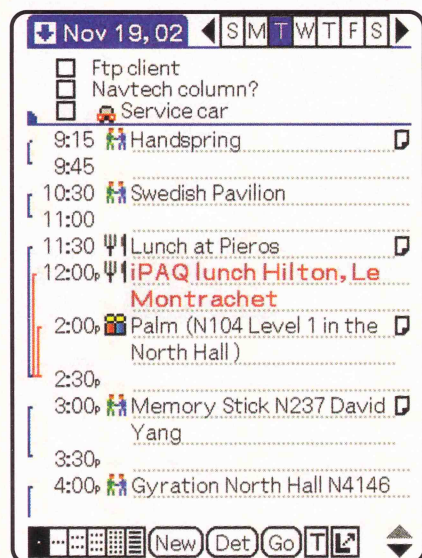 Nov 19, 02 S M T W T F S
Ftp client
Navtech column?
Service car
9:15 Handspring
9:45
10:30 Swedish Pavilion
11:00
11:30 Lunch at Pieros
12:00p iPAQ lunch Hilton, Le
Montrachet
2:00p Palm (N104 Level 1 in the
North Hall)
2:30p
3:00p Memory Stick N237 David
Yang
3:30p
4:00p Gyration North Hall N4146
New Det Go T